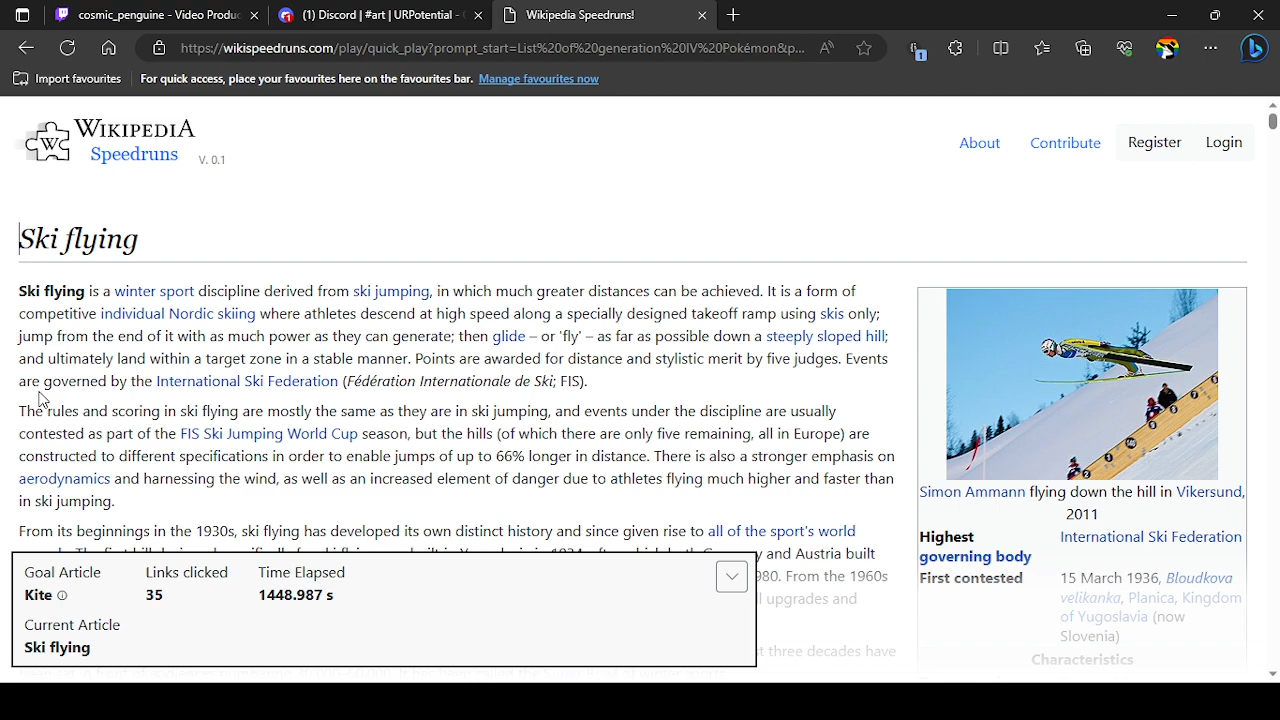 cosmic_penguine - Video Produc
(1) Discord | #art | URPotential -
Wikipedia Speedruns!
https://wikispeedruns.com/play/quick_play?prompt_start=List%20of%20generation%20IV%20Pokémon&p...
1
Import favourites
For quick access, place your favourites here on the favourites bar. Manage favourites now
WIKIPEDIA
Speedruns V. 0.1
W
About Contribute Register Login
Ski flying
Ski flying is a winter sport discipline derived from ski jumping, in which much greater distances can be achieved. It is a form of
competitive individual Nordic skiing where athletes descend at high speed along a specially designed takeoff ramp using skis only;
jump from the end of it with as much power as they can generate; then glide – or 'fly' – as far as possible down a steeply sloped hill;
and ultimately land within a target zone in a stable manner. Points are awarded for distance and stylistic merit by five judges. Events
are governed by the International Ski Federation (Fédération Internationale de Ski; FIS).
The rules and scoring in ski flying are mostly the same as they are in ski jumping, and events under the discipline are usually
contested as part of the FIS Ski Jumping World Cup season, but the hills (of which there are only five remaining, all in Europe) are
constructed to different specifications in order to enable jumps of up to 66% longer in distance. There is also a stronger emphasis on
aerodynamics and harnessing the wind, as well as an increased element of danger due to athletes flying much higher and faster than
in ski jumping.
From its beginnings in the 1930s, ski flying has developed its own distinct history and since given rise to all of the sport's world
y and Austria built
980. From the 1960s
l upgrades and
st three decades have
Simon Ammann flying down the hill in Vikersund,
2011
Highest
governing body
International Ski Federation
First contested
15 March 1936, Bloudkova
velikanka, Planica, Kingdom
of Yugoslavia (now
Slovenia)
Characteristics
Goal Article Links clicked Time Elapsed
Kite 35 1448.987 s
Current Article
Ski flying